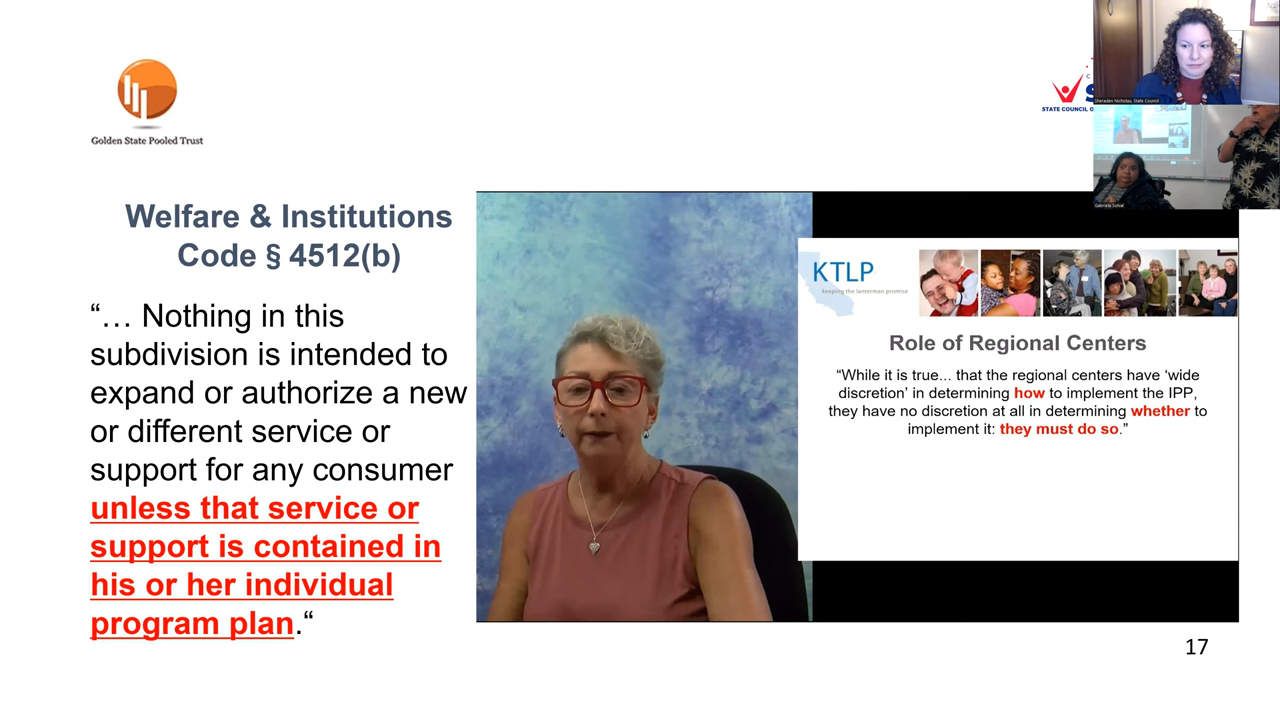 Golden State Pooled Trust
STATE COUNCIL O
Sheraden Nicholau, State Council
Welfare & Institutions
Code § 4512(b)
“… Nothing in this
subdivision is intended to
expand or authorize a new
or different service or
support for any consumer
unless that service or
support is contained in
his or her individual
program plan.“
KTLP
keeping the lanterman promise
Role of Regional Centers
“While it is true... that the regional centers have ‘wide
discretion’ in determining how to implement the IPP,
they have no discretion at all in determining whether to
implement it: they must do so.”
17